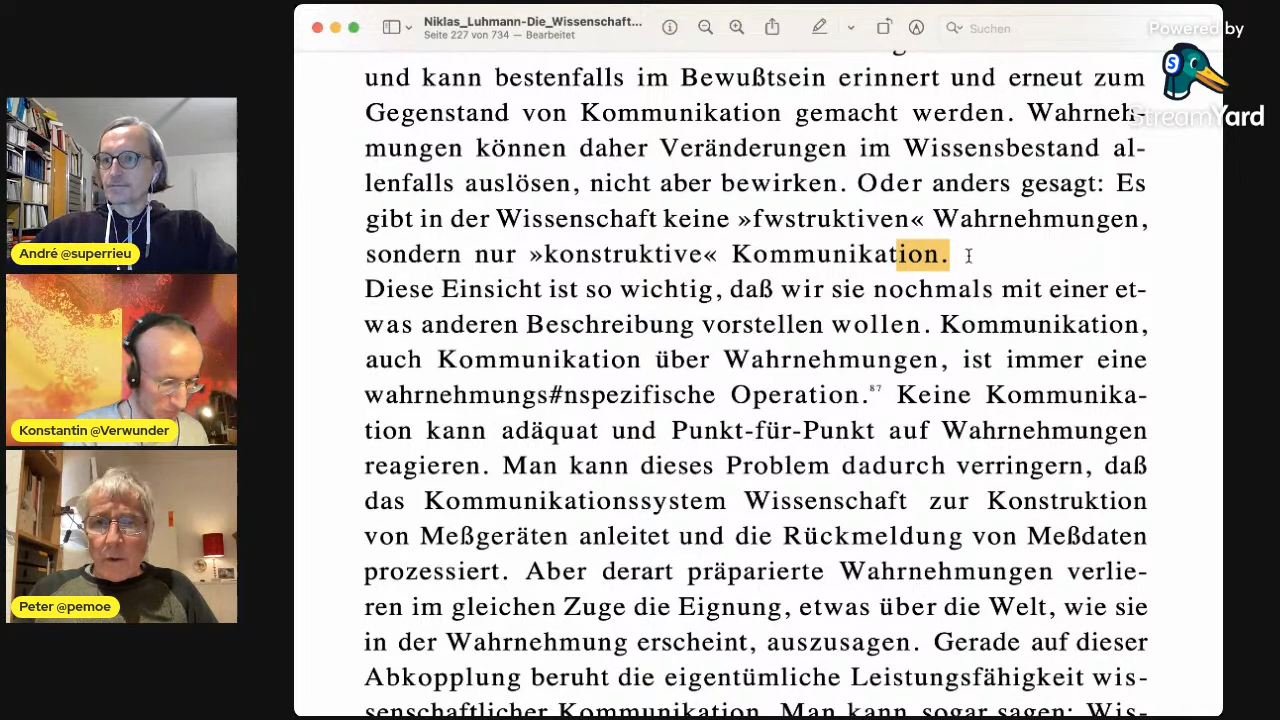 Niklas_Luhmann-Die_Wissenschaft...
Seite 227 von 734 — Bearbeitet
Suchen
Powered by
StreamYard
und kann bestenfalls im Bewußtsein erinnert und erneut zum
Gegenstand von Kommunikation gemacht werden. Wahrneh-
mungen können daher Veränderungen im Wissensbestand al-
lenfalls auslösen, nicht aber bewirken. Oder anders gesagt: Es
gibt in der Wissenschaft keine »fwstruktiven« Wahrnehmungen,
sondern nur »konstruktive« Kommunikation.
Diese Einsicht ist so wichtig, daß wir sie nochmals mit einer et-
was anderen Beschreibung vorstellen wollen. Kommunikation,
auch Kommunikation über Wahrnehmungen, ist immer eine
wahrnehmungs#nspezifische Operation.87 Keine Kommunika-
tion kann adäquat und Punkt-für-Punkt auf Wahrnehmungen
reagieren. Man kann dieses Problem dadurch verringern, daß
das Kommunikationssystem Wissenschaft zur Konstruktion
von Meßgeräten anleitet und die Rückmeldung von Meßdaten
prozessiert. Aber derart präparierte Wahrnehmungen verlie-
ren im gleichen Zuge die Eignung, etwas über die Welt, wie sie
in der Wahrnehmung erscheint, auszusagen. Gerade auf dieser
Abkopplung beruht die eigentümliche Leistungsfähigkeit wis-
senschaftlicher Kommunikation. Man kann sogar sagen: Wis-
André @superrieu
Konstantin @Verwunder
Peter @pemoe